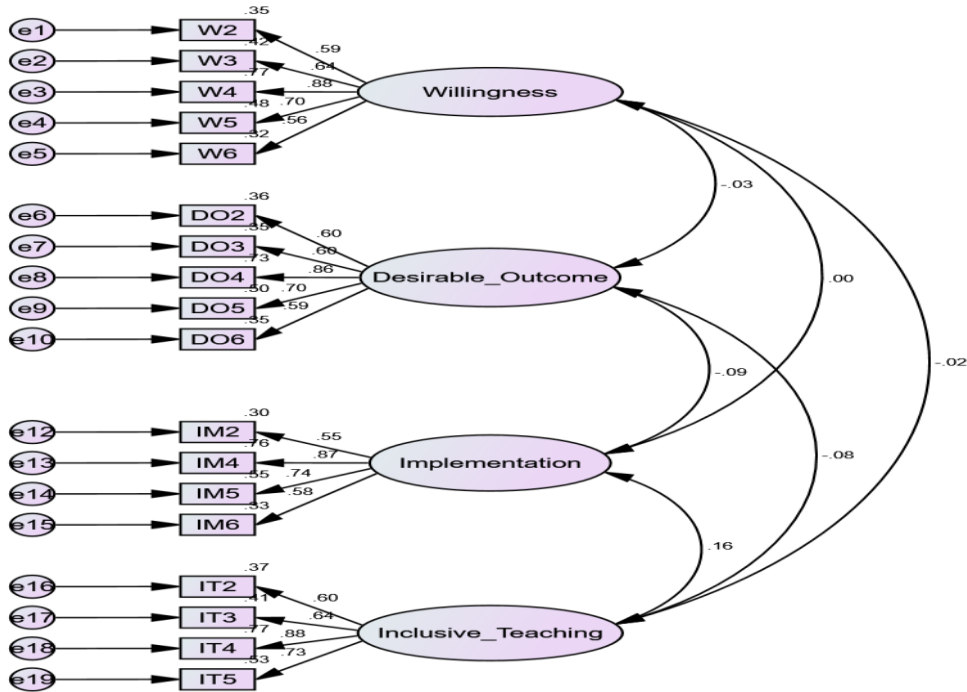 .35
e1 W2
.59
.42
e2 W3
.64
.77
e3 W4 .88 Willingness
.48 .70
e4 W5
.56
.32
e5 W6
-.03
.36
e6 DO2
.60
.35
e7 DO3
.60
.73
e8 DO4 .86 Desirable_Outcome
.00
.50 .70
e9 DO5
.59
.35
e10 DO6
-.02
-.09
.30
e12 IM2
.55
.76
e13 IM4 .87 Implementation
-.08
.55 .74
e14 IM5
.58
.33
e15 IM6
.16
.37
e16 IT2
.60
.41
e17 IT3
.64
.77 .88
e18 IT4 Inclusive_Teaching
.53 .73
e19 IT5